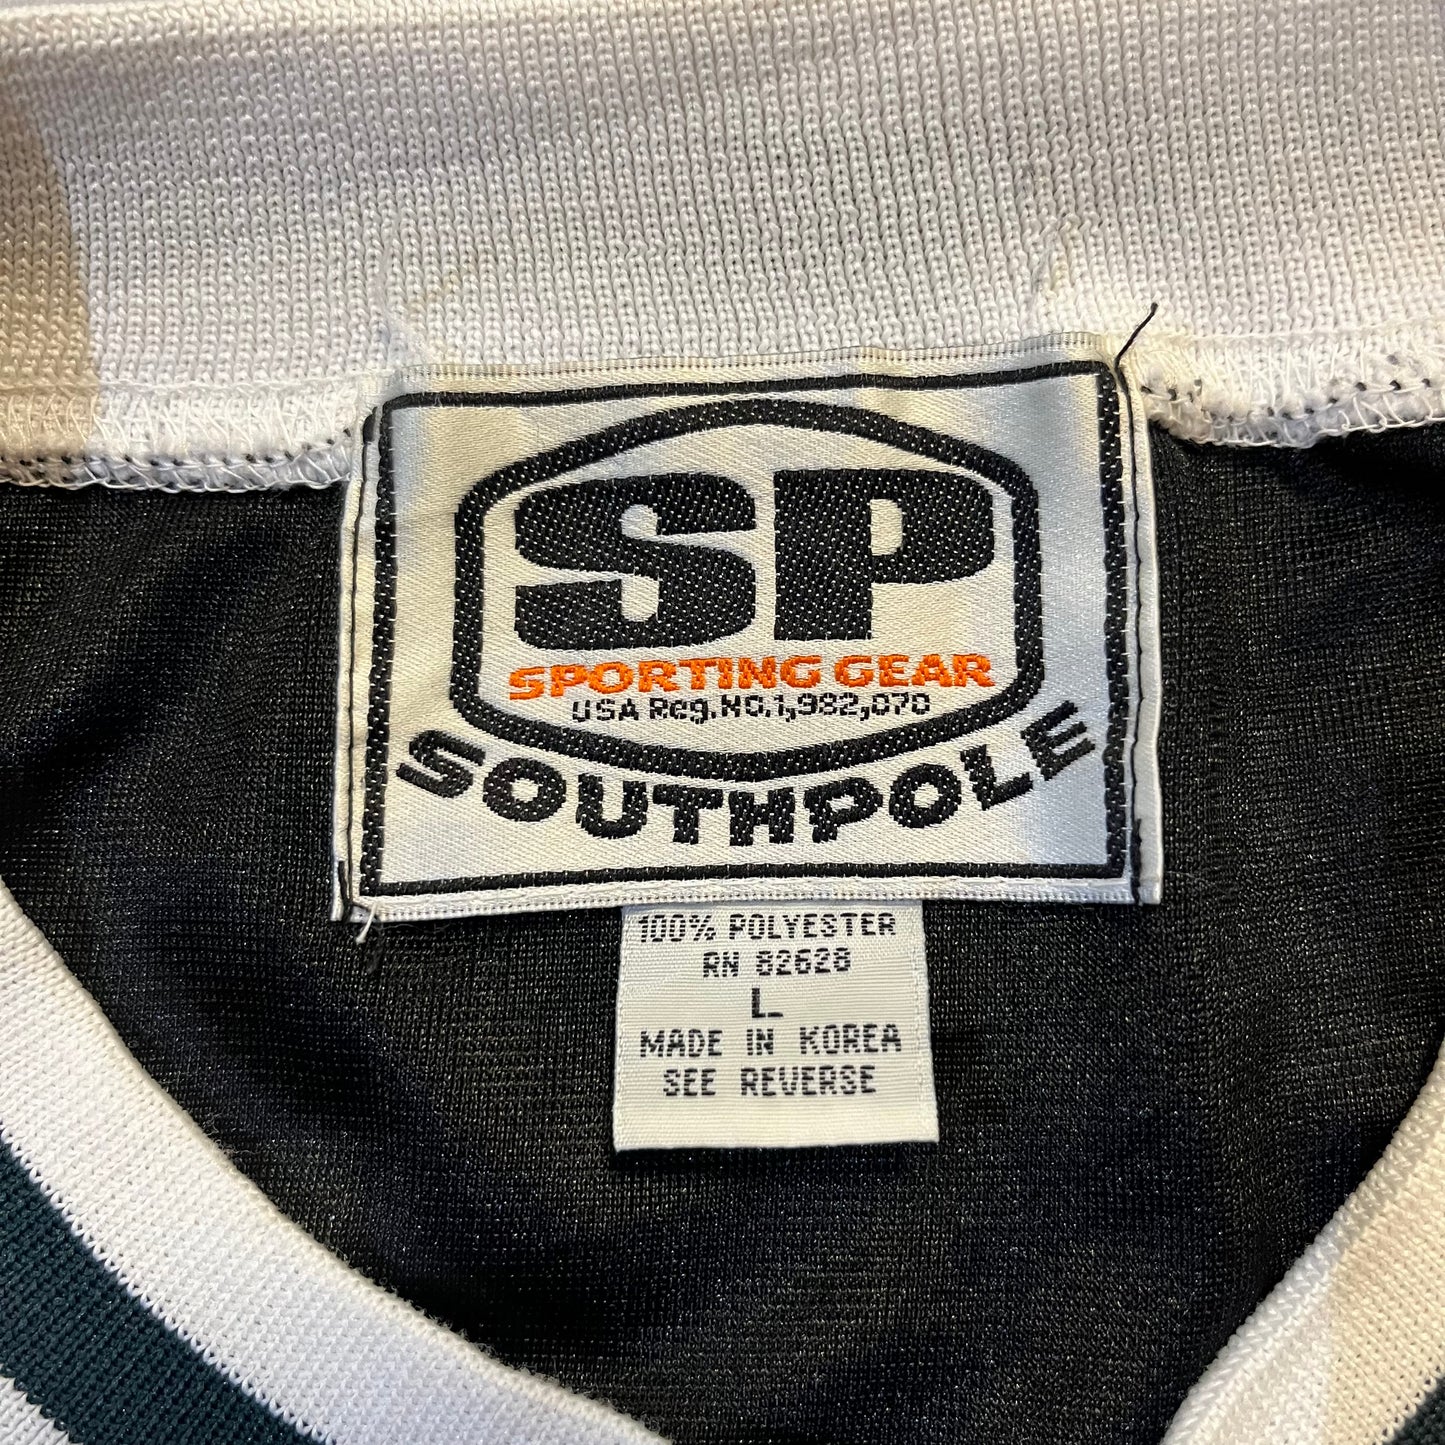 SP
SPORTING GEAR
USA Reg.NO.1,982,070
SOUTHPOLE
100% POLYESTER
RN 82628
L
MADE IN KOREA
SEE REVERSE